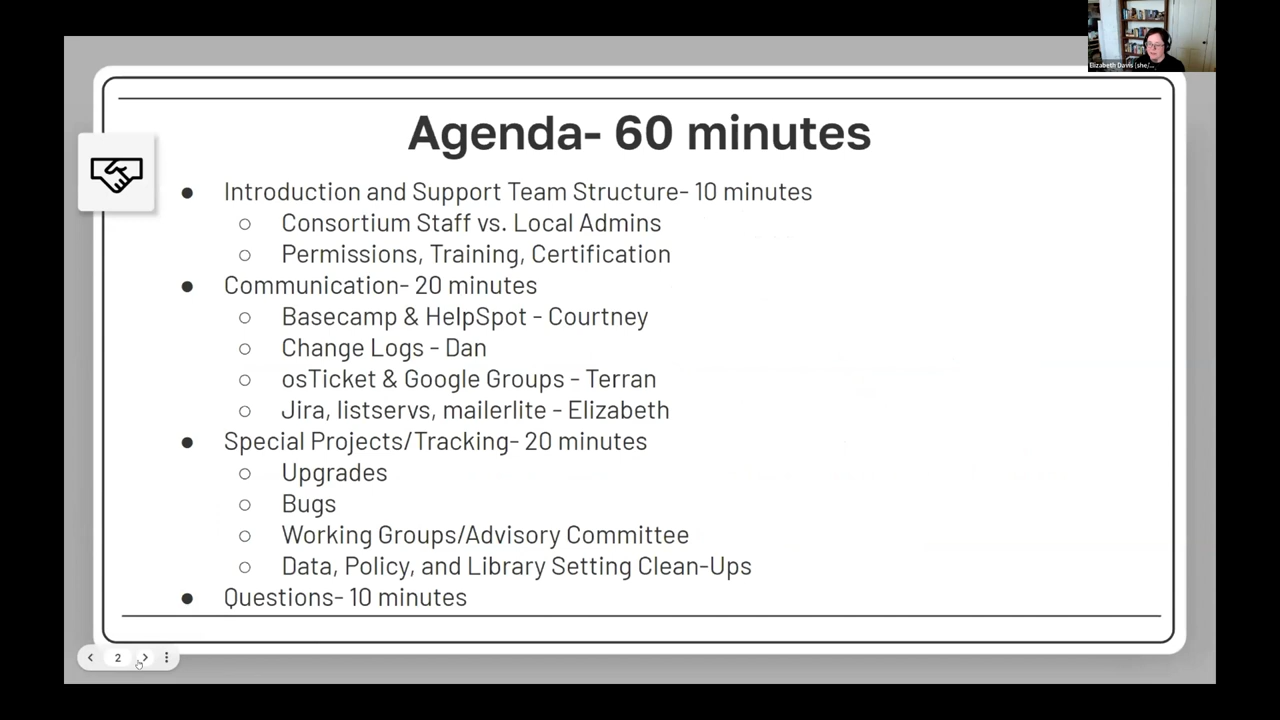 Elizabeth Davis (she/...
Agenda- 60 minutes
● Introduction and Support Team Structure- 10 minutes
○ Consortium Staff vs. Local Admins
○ Permissions, Training, Certification
● Communication- 20 minutes
○ Basecamp & HelpSpot - Courtney
○ Change Logs - Dan
○ osTicket & Google Groups - Terran
○ Jira, listservs, mailerlite - Elizabeth
● Special Projects/Tracking- 20 minutes
○ Upgrades
○ Bugs
○ Working Groups/Advisory Committee
○ Data, Policy, and Library Setting Clean-Ups
● Questions- 10 minutes
2